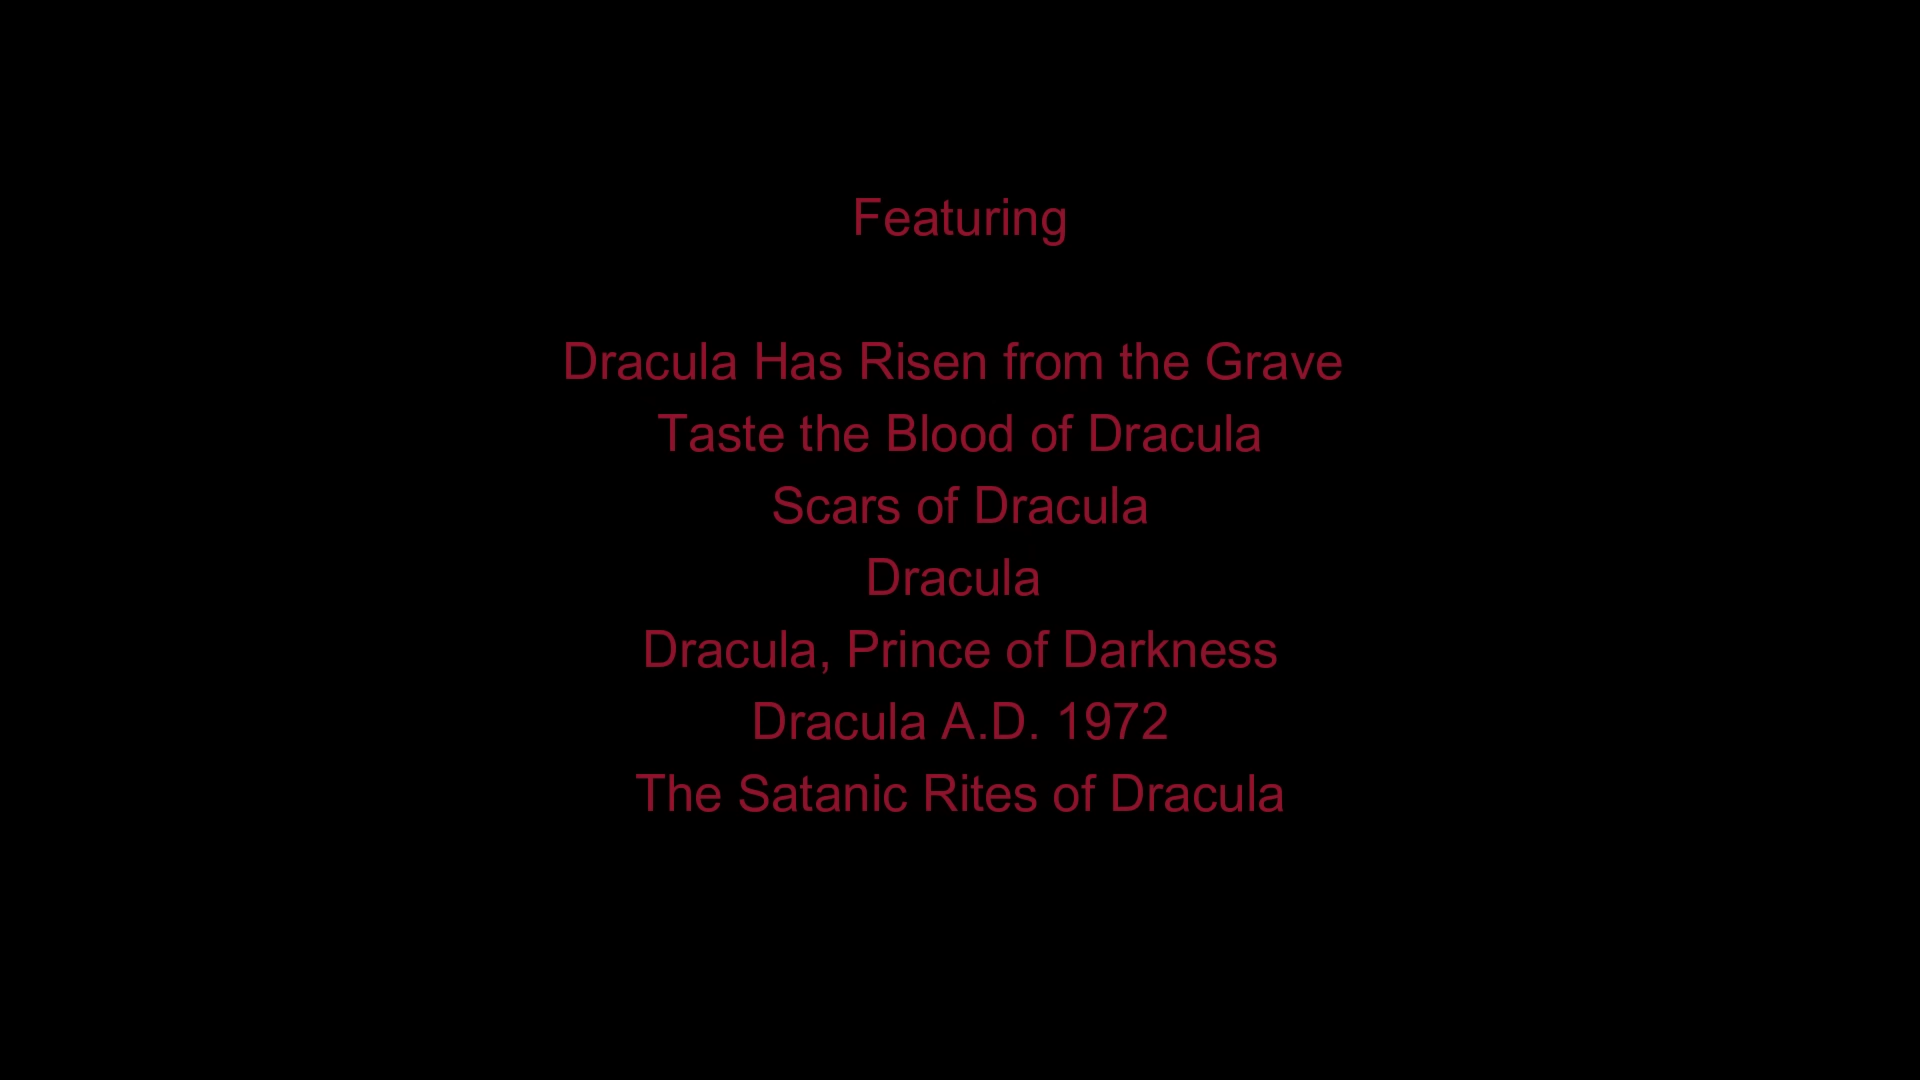 Featuring
Dracula Has Risen from the Grave
Taste the Blood of Dracula
Scars of Dracula
Dracula
Dracula, Prince of Darkness
Dracula A.D. 1972
The Satanic Rites of Dracula